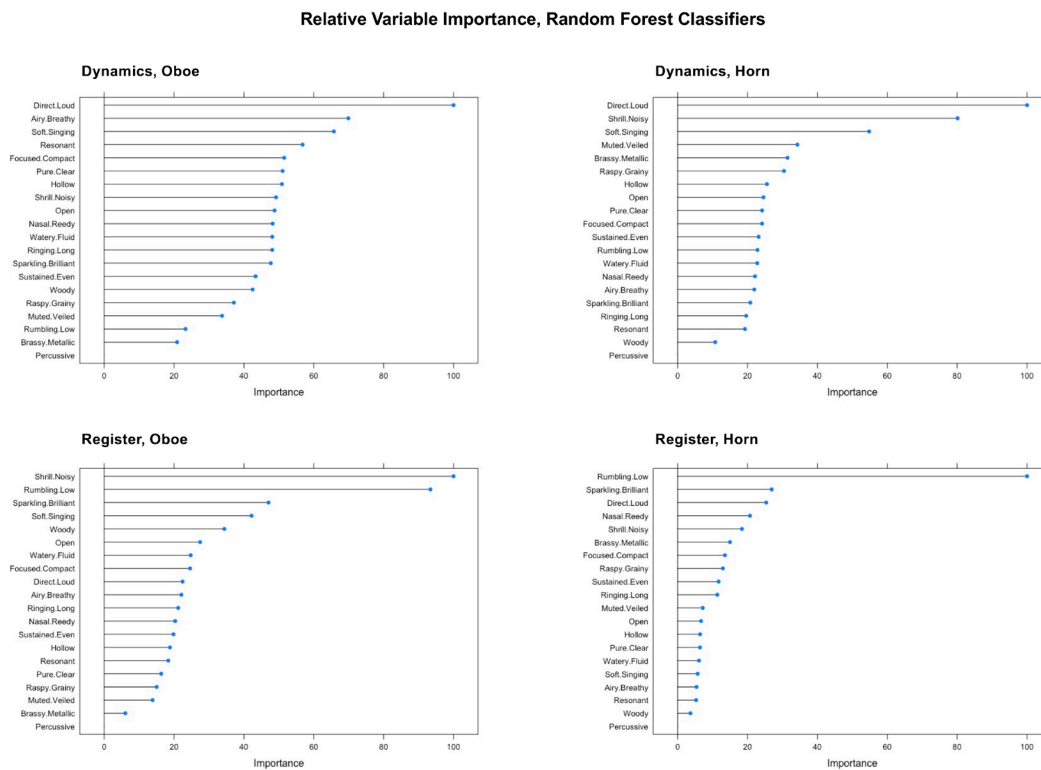 Relative Variable Importance, Random Forest Classifiers
Dynamics, Oboe
Direct.Loud
Airy.Breathy
Soft.Singing
Resonant
Focused.Compact
Pure.Clear
Hollow
Shrill.Noisy
Open
Nasal.Reedy
Watery.Fluid
Ringing.Long
Sparkling.Brilliant
Sustained.Even
Woody
Raspy.Grainy
Muted.Veiled
Rumbling.Low
Brassy.Metallic
Percussive
0 20 40 60 80 100
Importance
Dynamics, Horn
Direct.Loud
Shrill.Noisy
Soft.Singing
Muted.Veiled
Brassy.Metallic
Raspy.Grainy
Hollow
Open
Pure.Clear
Focused.Compact
Sustained.Even
Rumbling.Low
Watery.Fluid
Nasal.Reedy
Airy.Breathy
Sparkling.Brilliant
Ringing.Long
Resonant
Woody
Percussive
0 20 40 60 80 100
Importance
Register, Oboe
Shrill.Noisy
Rumbling.Low
Sparkling.Brilliant
Soft.Singing
Woody
Open
Watery.Fluid
Focused.Compact
Direct.Loud
Airy.Breathy
Ringing.Long
Nasal.Reedy
Sustained.Even
Hollow
Resonant
Pure.Clear
Raspy.Grainy
Muted.Veiled
Brassy.Metallic
Percussive
0 20 40 60 80 100
Importance
Register, Horn
Rumbling.Low
Sparkling.Brilliant
Direct.Loud
Nasal.Reedy
Shrill.Noisy
Brassy.Metallic
Focused.Compact
Raspy.Grainy
Sustained.Even
Ringing.Long
Muted.Veiled
Open
Hollow
Pure.Clear
Watery.Fluid
Soft.Singing
Airy.Breathy
Resonant
Woody
Percussive
0 20 40 60 80 100
Importance